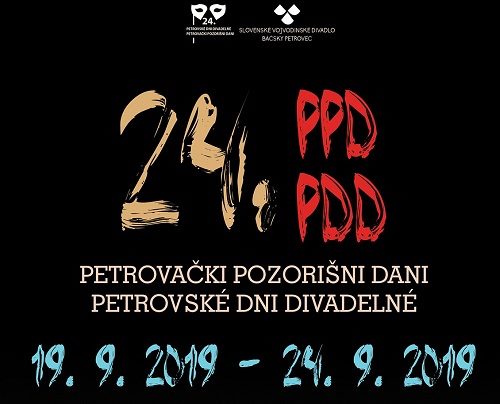 24.
PETROVSKÉ DNI DIVADELNÉ
PETROVAČKI POZORIŠNI DANI
SLOVENSKÉ VOJVODINSKÉ DIVADLO
BÁČSKY PETROVEC
24. PPD
PDD
PETROVAČKI POZORIŠNI DANI
PETROVSKÉ DNI DIVADELNÉ
19. 9. 2019 - 24. 9. 2019